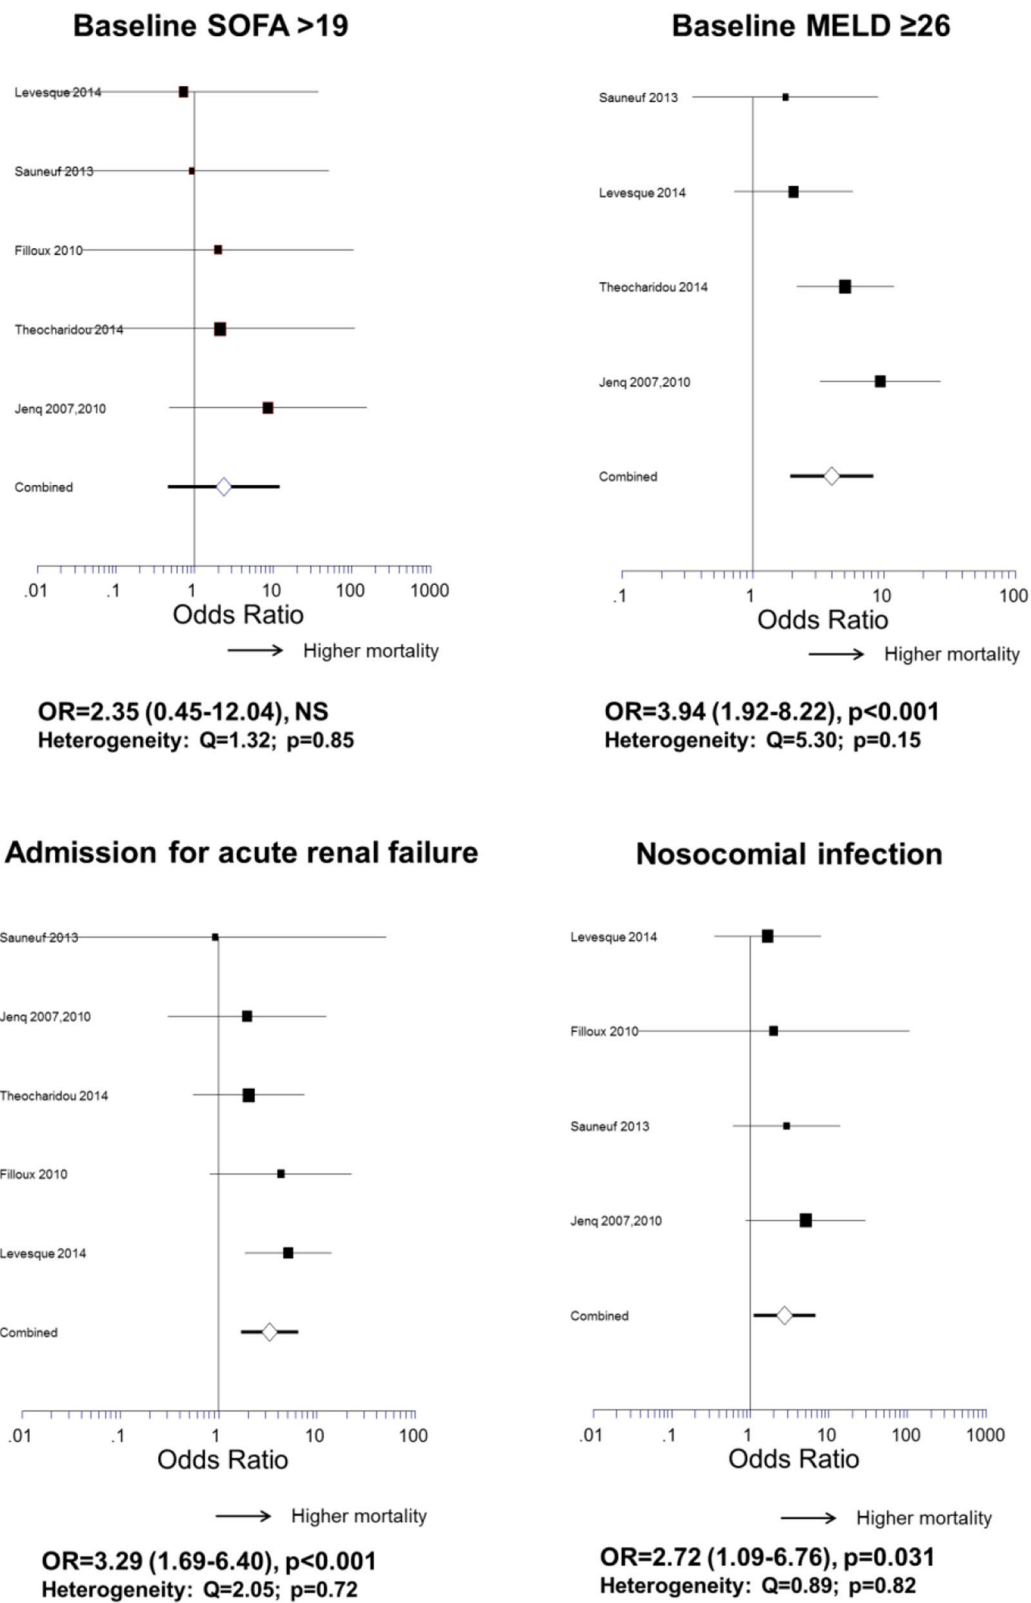 Baseline SOFA >19
Levesque 2014
Sauneuf 2013
Filloux 2010
Theocharidou 2014
Jenq 2007,2010
Combined
.01 .1 1 10 100 1000
Odds Ratio
Higher mortality
OR=2.35 (0.45-12.04), NS
Heterogeneity: Q=1.32; p=0.85
Baseline MELD ≥26
Sauneuf 2013
Levesque 2014
Theocharidou 2014
Jenq 2007,2010
Combined
.1 1 10 100
Odds Ratio
Higher mortality
OR=3.94 (1.92-8.22), p<0.001
Heterogeneity: Q=5.30; p=0.15
Admission for acute renal failure
Sauneuf 2013
Jenq 2007,2010
Theocharidou 2014
Filloux 2010
Levesque 2014
Combined
.01 .1 1 10 100
Odds Ratio
Higher mortality
OR=3.29 (1.69-6.40), p<0.001
Heterogeneity: Q=2.05; p=0.72
Nosocomial infection
Levesque 2014
Filloux 2010
Sauneuf 2013
Jenq 2007,2010
Combined
.01 .1 1 10 100 1000
Odds Ratio
Higher mortality
OR=2.72 (1.09-6.76), p=0.031
Heterogeneity: Q=0.89; p=0.82